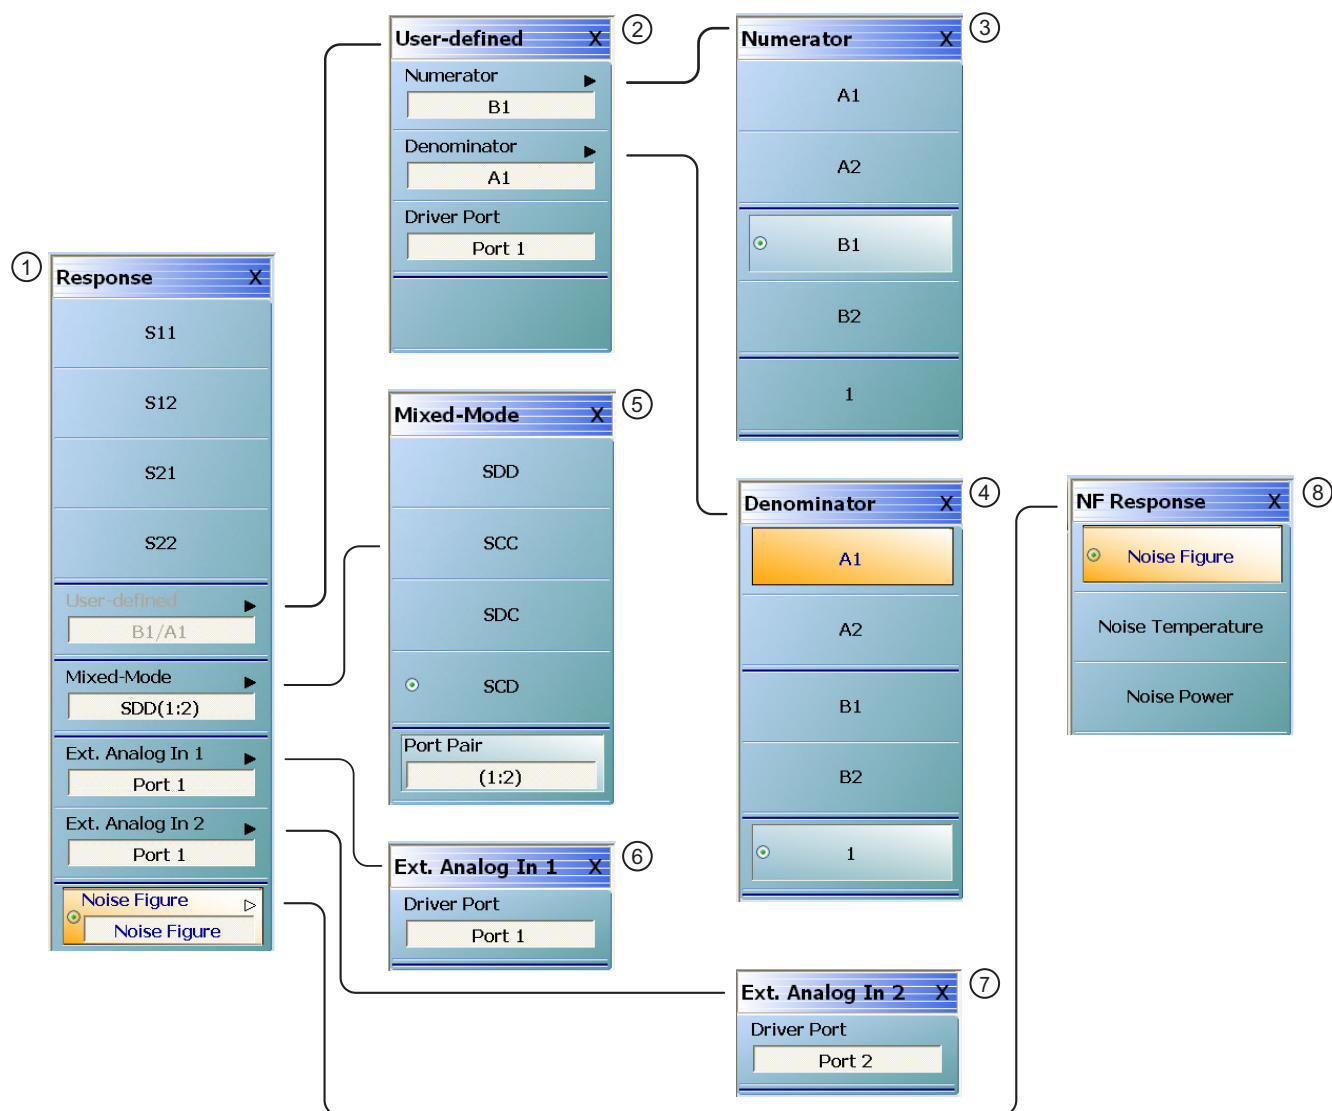 1
Response X
S11
S12
S21
S22
User-defined
B1/A1
Mixed-Mode
SDD(1:2)
Ext. Analog In 1
Port 1
Ext. Analog In 2
Port 1
Noise Figure
Noise Figure
User-defined X
2
Numerator
B1
Denominator
A1
Driver Port
Port 1
Numerator X
3
A1
A2
B1
B2
1
Denominator X
4
A1
A2
B1
B2
1
Mixed-Mode X
5
SDD
SCC
SDC
SCD
Port Pair
(1:2)
Ext. Analog In 1 X
6
Driver Port
Port 1
Ext. Analog In 2 X
7
Driver Port
Port 2
NF Response X
8
Noise Figure
Noise Temperature
Noise Power